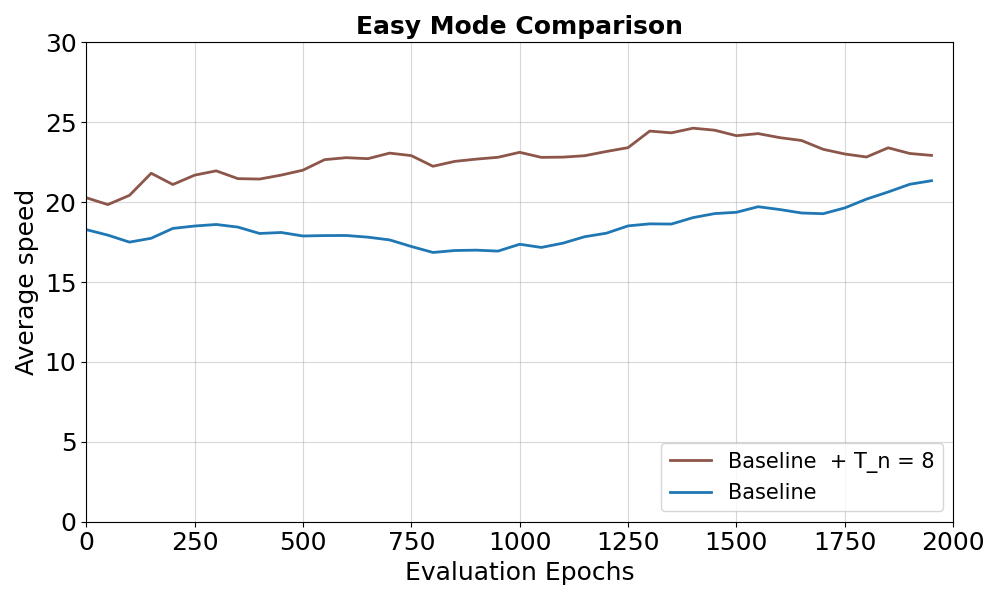 Easy Mode Comparison
30
25
20
15
10
5
0
Average speed
Baseline  + T_n = 8
Baseline
0 250 500 750 1000 1250 1500 1750 2000
Evaluation Epochs